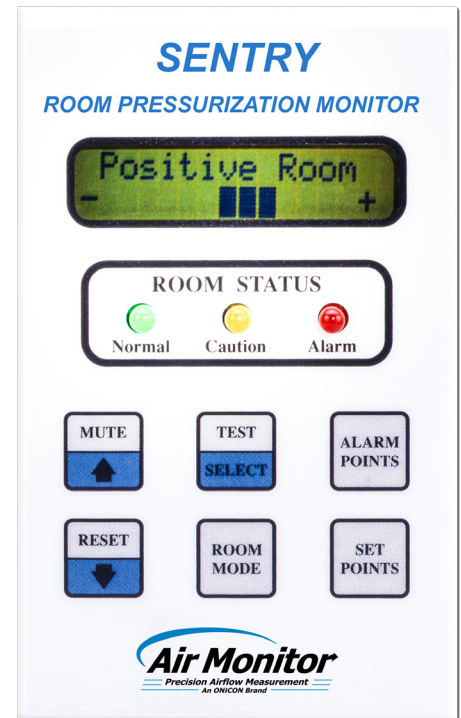 SENTRY
ROOM PRESSURIZATION MONITOR
Positive Room
- +
ROOM STATUS
Normal Caution Alarm
MUTE TEST ALARM POINTS
SELECT
RESET ROOM MODE SET POINTS
Air Monitor
Precision Airflow Measurement
An ONICON Brand